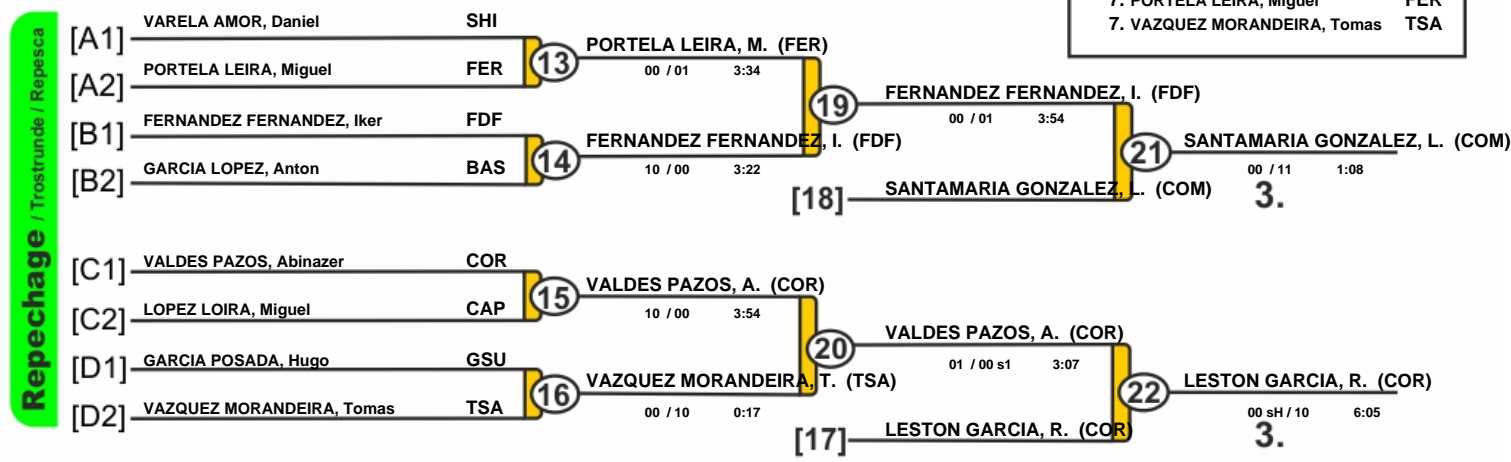 7. PORTELA LEIRA, Miguel FER
7. VAZQUEZ MORANDEIRA, Tomas TSA
Repechage / Trostrunde / Repesca
[A1] VARELA AMOR, Daniel SHI
[A2] PORTELA LEIRA, Miguel FER
13 PORTELA LEIRA, M. (FER)
00 / 01 3:34
[B1] FERNANDEZ FERNANDEZ, Iker FDF
[B2] GARCIA LOPEZ, Anton BAS
14 FERNANDEZ FERNANDEZ, I. (FDF)
10 / 00 3:22
19 FERNANDEZ FERNANDEZ, I. (FDF)
00 / 01 3:54
[18] SANTAMARIA GONZALEZ, L. (COM)
21 SANTAMARIA GONZALEZ, L. (COM)
00 / 11 1:08
3.
[C1] VALDES PAZOS, Abinazer COR
[C2] LOPEZ LOIRA, Miguel CAP
15 VALDES PAZOS, A. (COR)
10 / 00 3:54
[D1] GARCIA POSADA, Hugo GSU
[D2] VAZQUEZ MORANDEIRA, Tomas TSA
16 VAZQUEZ MORANDEIRA, T. (TSA)
00 / 10 0:17
20 VALDES PAZOS, A. (COR)
01 / 00 s1 3:07
[17] LESTON GARCIA, R. (COR)
22 LESTON GARCIA, R. (COR)
00 sH / 10 6:05
3.